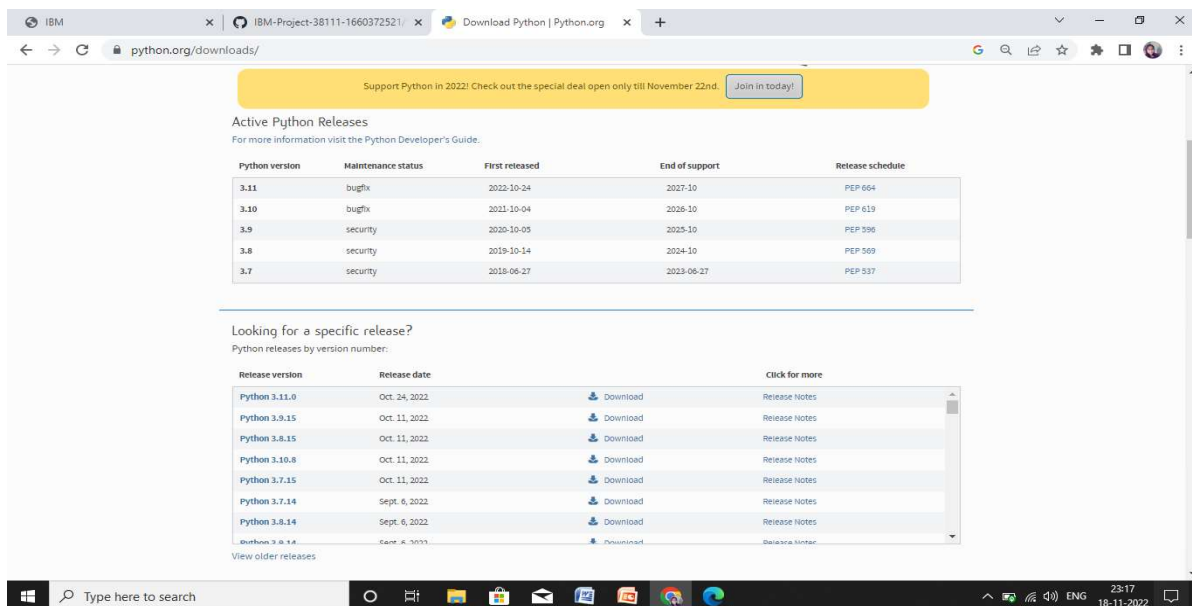 IBM
IBM-Project-38111-1660372521/
Download Python | Python.org
python.org/downloads/
Support Python in 2022! Check out the special deal open only till November 22nd. Join in today!
Active Python Releases
For more information visit the Python Developer's Guide.
Python version Maintenance status First released End of support Release schedule
3.11 bugfix 2022-10-24 2027-10 PEP 664
3.10 bugfix 2021-10-04 2026-10 PEP 619
3.9 security 2020-10-05 2025-10 PEP 596
3.8 security 2019-10-14 2024-10 PEP 569
3.7 security 2018-06-27 2023-06-27 PEP 537
Looking for a specific release?
Python releases by version number:
Release version Release date Click for more
Python 3.11.0 Oct. 24, 2022 Download Release Notes
Python 3.9.15 Oct. 11, 2022 Download Release Notes
Python 3.8.15 Oct. 11, 2022 Download Release Notes
Python 3.10.8 Oct. 11, 2022 Download Release Notes
Python 3.7.15 Oct. 11, 2022 Download Release Notes
Python 3.7.14 Sept. 6, 2022 Download Release Notes
Python 3.8.14 Sept. 6, 2022 Download Release Notes
Python 3.9.14 Sept. 6, 2022 Download Release Notes
View older releases
Type here to search
ENG
23:17
18-11-2022